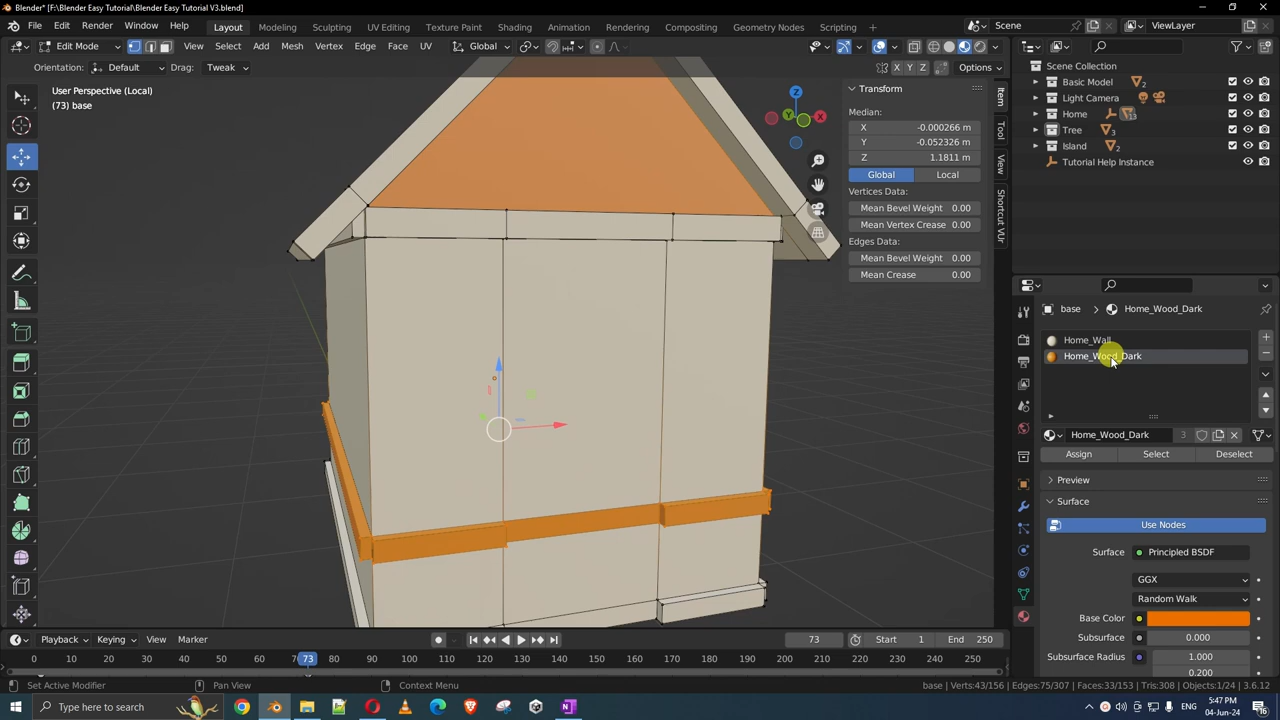 Blender* [F:\Blender Easy Tutorial\Blender Easy Tutorial V3.blend]
File Edit Render Window Help Layout Modeling Sculpting UV Editing Texture Paint Shading Animation Rendering Compositing Geometry Nodes Scripting Scene ViewLayer
Edit Mode View Select Add Mesh Vertex Edge Face UV Global
Orientation: Default Drag: Tweak X Y Z Options
User Perspective (Local)
(73) base
Z
Y
X
Transform
Median:
X -0.000266 m
Y -0.052326 m
Z 1.1811 m
Global Local
Vertices Data:
Mean Bevel Weight 0.00
Mean Vertex Crease 0.00
Edges Data:
Mean Bevel Weight 0.00
Mean Crease 0.00
Item
Tool
View
Shortcut VUr
Scene Collection
Basic Model 2
Light Camera
Home 13
Tree 3
Island 2
Tutorial Help Instance
base > Home_Wood_Dark
Home_Wall
Home_Wood_Dark
Home_Wood_Dark 3
Assign Select Deselect
Preview
Surface
Use Nodes
Surface Principled BSDF
GGX
Random Walk
Base Color
Subsurface 0.000
Subsurface Radius 1.000
0.200
Playback Keying View Marker 73 Start 1 End 250
0 10 20 30 40 50 60 73 80 90 100 110 120 130 140 150 160 170 180 190 200 210 220 230 240 250
Set Active Modifier Pan View Context Menu base | Verts:43/156 | Edges:75/307 | Faces:33/153 | Tris:308 | Objects:1/24 | 3.6.12
Type here to search ENG 5:47 PM
04-Jun-24